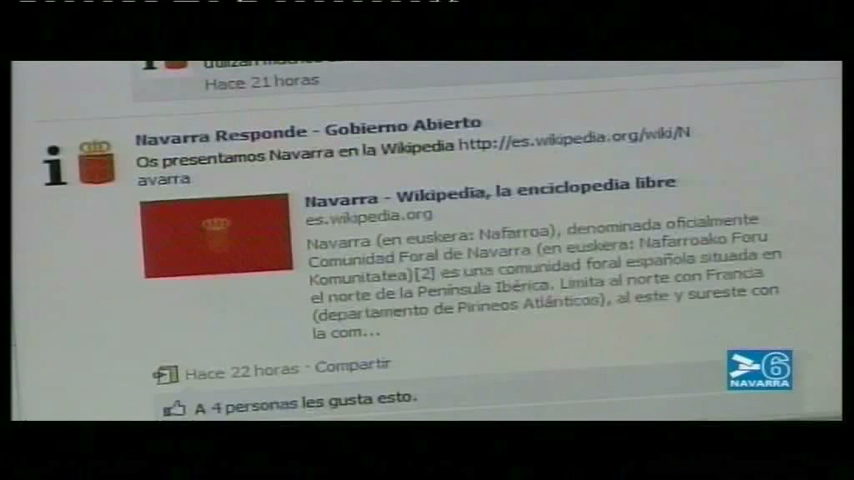 Hace 21 horas
Navarra Responde - Gobierno Abierto
Os presentamos Navarra en la Wikipedia http://es.wikipedia.org/wiki/N
avarra
Navarra - Wikipedia, la enciclopedia libre
es.wikipedia.org
Navarra (en euskera: Nafarroa), denominada oficialmente
Comunidad Foral de Navarra (en euskera: Nafarroako Foru
Komunitatea)[2] es una comunidad foral española situada en
el norte de la Península Ibérica. Limita al norte con Francia
(departamento de Pirineos Atlánticos), al este y sureste con
la com...
Hace 22 horas · Compartir
A 4 personas les gusta esto.
6
NAVARRA